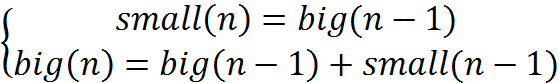 small(n) = big(n − 1)
big(n) = big(n − 1) + small(n − 1)